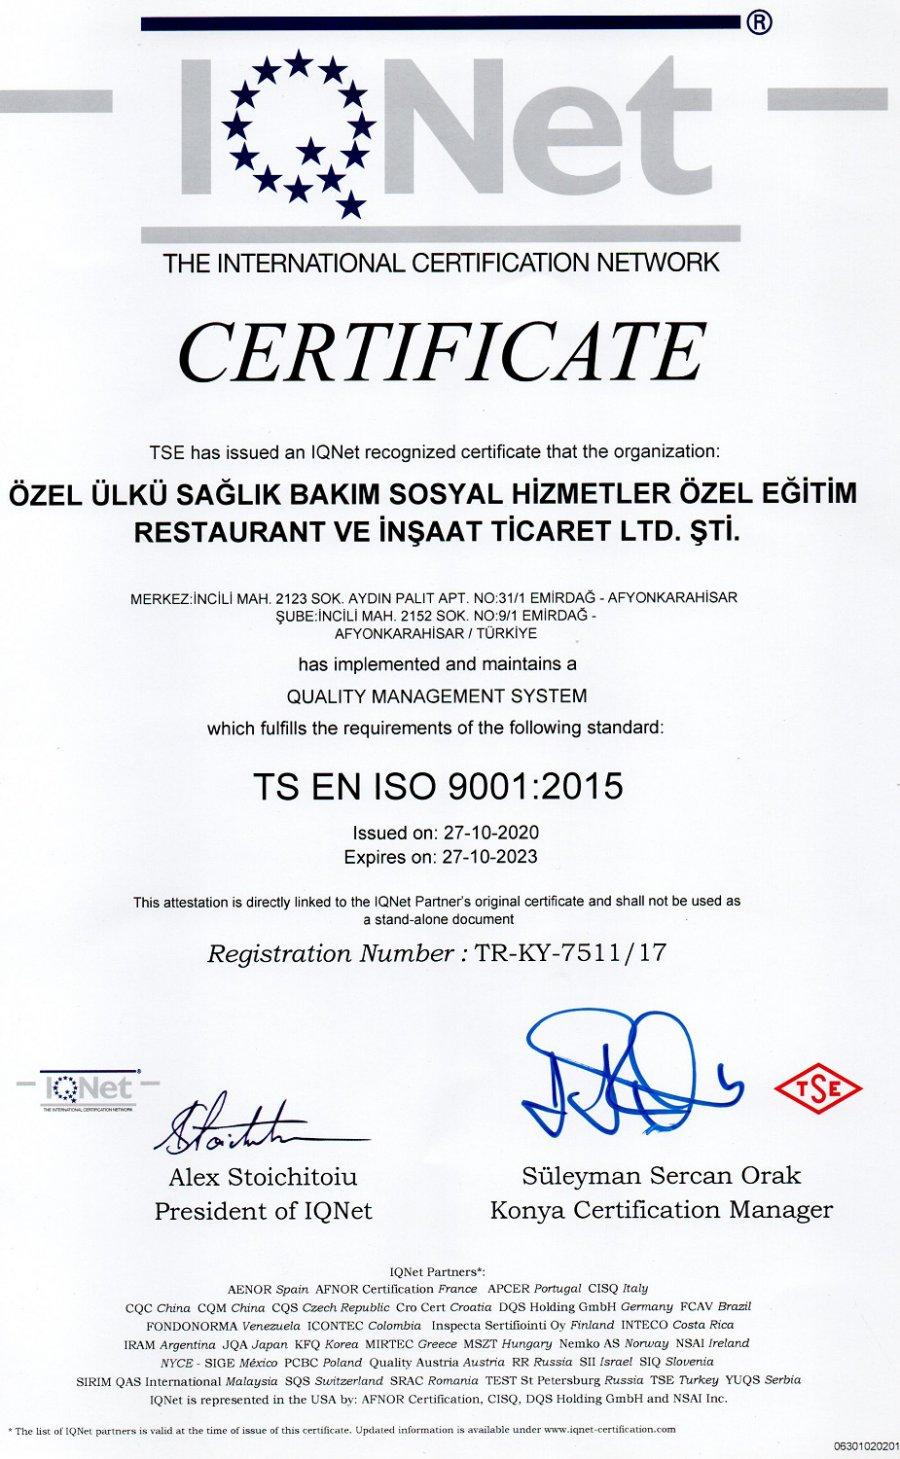 IQNet®
THE INTERNATIONAL CERTIFICATION NETWORK
CERTIFICATE
TSE has issued an IQNet recognized certificate that the organization:
ÖZEL ÜLKÜ SAĞLIK BAKIM SOSYAL HİZMETLER ÖZEL EĞİTİM
RESTAURANT VE İNŞAAT TİCARET LTD. ŞTİ.
MERKEZ:İNCİLİ MAH. 2123 SOK. AYDIN PALIT APT. NO:31/1 EMİRDAĞ - AFYONKARAHİSAR
ŞUBE:İNCİLİ MAH. 2152 SOK. NO:9/1 EMİRDAĞ -
AFYONKARAHİSAR / TÜRKİYE
has implemented and maintains a
QUALITY MANAGEMENT SYSTEM
which fulfills the requirements of the following standard:
TS EN ISO 9001:2015
Issued on: 27-10-2020
Expires on: 27-10-2023
This attestation is directly linked to the IQNet Partner's original certificate and shall not be used as
a stand-alone document
Registration Number : TR-KY-7511/17
IQNet®
THE INTERNATIONAL CERTIFICATION NETWORK
TSE
Alex Stoichitoiu
President of IQNet
Süleyman Sercan Orak
Konya Certification Manager
IQNet Partners*:
AENOR Spain AFNOR Certification France APCER Portugal CISQ Italy
CQC China CQM China CQS Czech Republic Cro Cert Croatia DQS Holding GmbH Germany FCAV Brazil
FONDONORMA Venezuela ICONTEC Colombia Inspecta Sertifiointi Oy Finland INTECO Costa Rica
IRAM Argentina JQA Japan KFQ Korea MIRTEC Greece MSZT Hungary Nemko AS Norway NSAI Ireland
NYCE - SIGE México PCBC Poland Quality Austria Austria RR Russia SII Israel SIQ Slovenia
SIRIM QAS International Malaysia SQS Switzerland SRAC Romania TEST St Petersburg Russia TSE Turkey YUQS Serbia
IQNet is represented in the USA by: AFNOR Certification, CISQ, DQS Holding GmbH and NSAI Inc.
* The list of IQNet partners is valid at the time of issue of this certificate. Updated information is available under www.iqnet-certification.com
06301020201